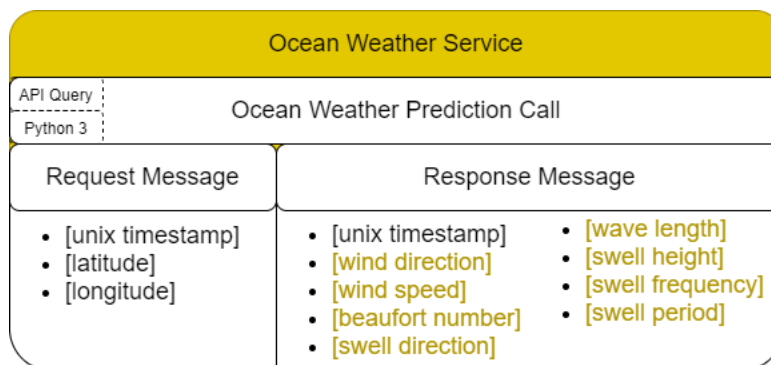 Ocean Weather Service
API Query
Python 3
Ocean Weather Prediction Call
Request Message
[unix timestamp]
[latitude]
[longitude]
Response Message
[unix timestamp]
[wind direction]
[wind speed]
[beaufort number]
[swell direction]
[wave length]
[swell height]
[swell frequency]
[swell period]